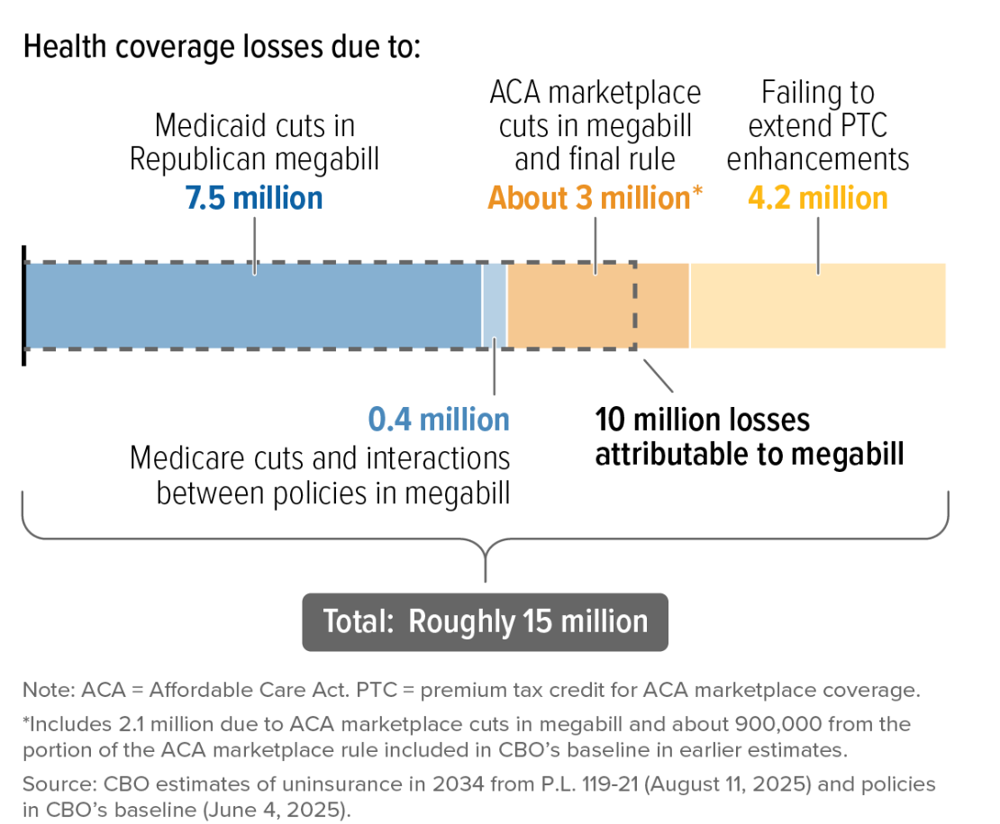 Health coverage losses due to:
Medicaid cuts in
Republican megabill
7.5 million
ACA marketplace
cuts in megabill
and final rule
About 3 million*
Failing to
extend PTC
enhancements
4.2 million
0.4 million
Medicare cuts and interactions
between policies in megabill
10 million losses
attributable to megabill
Total: Roughly 15 million
Note: ACA = Affordable Care Act. PTC = premium tax credit for ACA marketplace coverage.
*Includes 2.1 million due to ACA marketplace cuts in megabill and about 900,000 from the
portion of the ACA marketplace rule included in CBO’s baseline in earlier estimates.
Source: CBO estimates of uninsurance in 2034 from P.L. 119-21 (August 11, 2025) and policies
in CBO’s baseline (June 4, 2025).